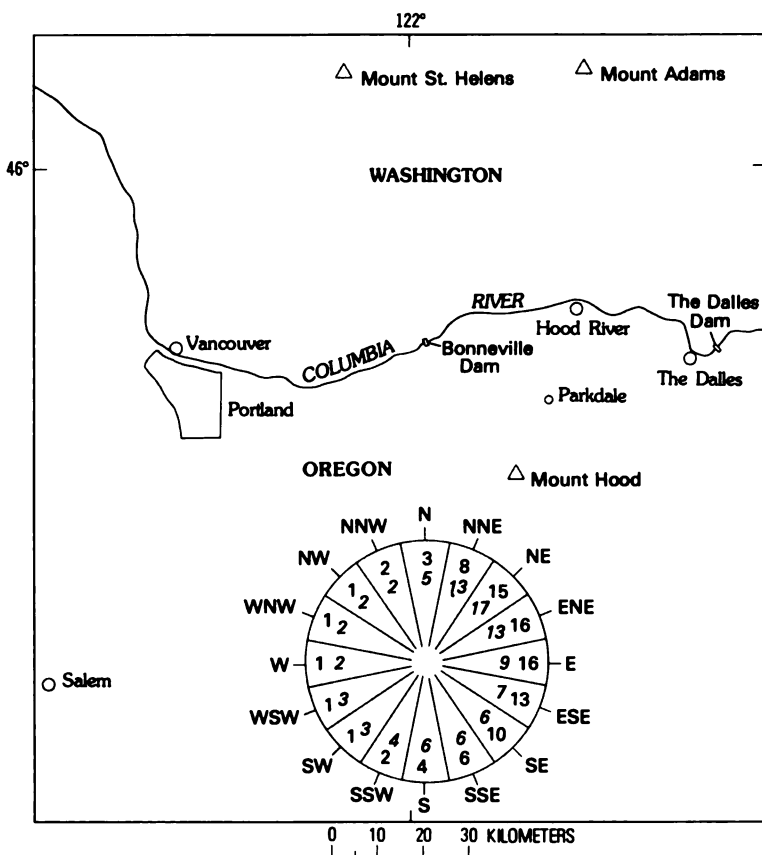 122°
Mount St. Helens
Mount Adams
46°
WASHINGTON
RIVER
The Dalles
Dam
Hood River
Vancouver
COLUMBIA
Bonneville
Dam
The Dalles
Parkdale
Portland
OREGON
Mount Hood
N
NNW
NNE
NW
NE
3
5
2
2
8
13
1 2
15
17
WNW
ENE
1 2
13 16
W
1 2
9 16
E
Salem
WSW
1 3
7 13
ESE
1 3
6
10
SW
4
2
6
4
6
6
SE
SSW
SSE
S
0 10 20 30 KILOMETERS